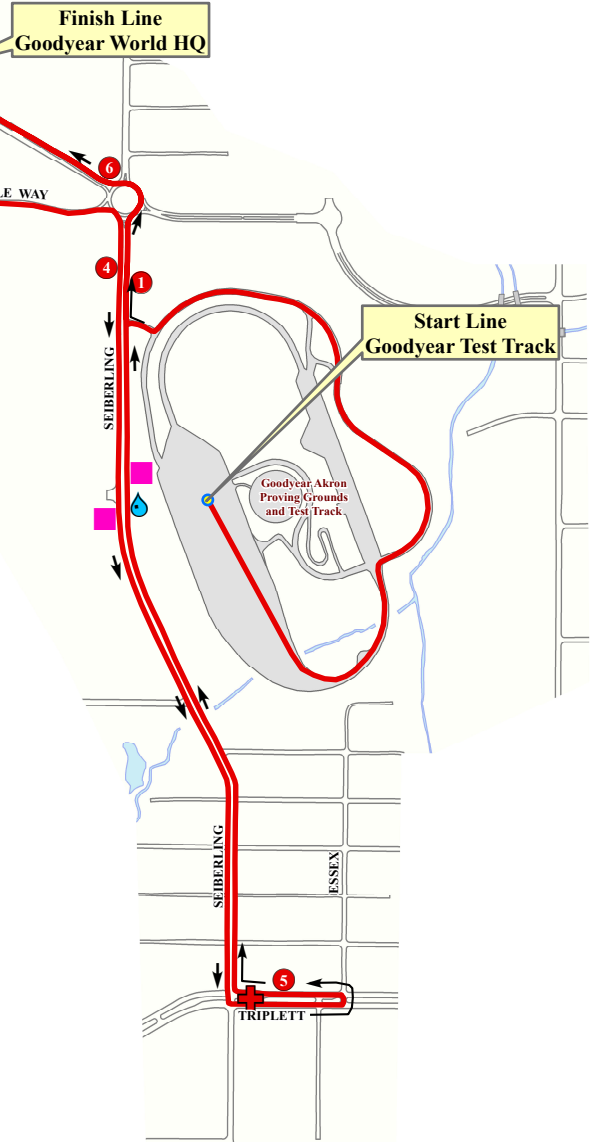 Finish Line
Goodyear World HQ
6
LE WAY
4
1
Start Line
Goodyear Test Track
SEIBERLING
Goodyear Akron
Proving Grounds
and Test Track
SEIBERLING
ESSEX
5
TRIPLETT